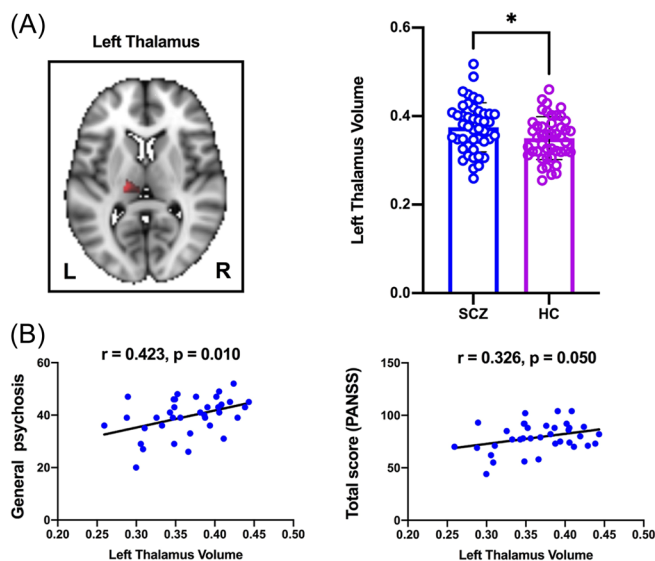 (A)
Left Thalamus
L
R
Left Thalamus Volume
0.6
0.4
0.2
0.0
*
SCZ
HC
(B)
r = 0.423, p = 0.010
General psychosis
60
40
20
0
0.20
0.25
0.30
0.35
0.40
0.45
0.50
Left Thalamus Volume
r = 0.326, p = 0.050
Total score (PANSS)
150
100
50
0
0.20
0.25
0.30
0.35
0.40
0.45
0.50
Left Thalamus Volume